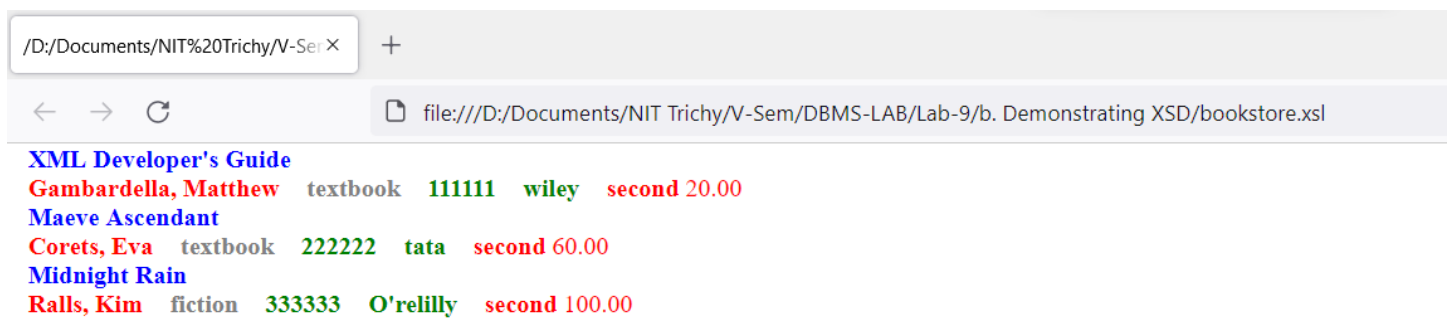 /D:/Documents/NIT%20Trichy/V-Ser
file:///D:/Documents/NIT Trichy/V-Sem/DBMS-LAB/Lab-9/b. Demonstrating XSD/bookstore.xsl
XML Developer's Guide
Gambardella, Matthew textbook 111111 wiley second 20.00
Maeve Ascendant
Corets, Eva textbook 222222 tata second 60.00
Midnight Rain
Ralls, Kim fiction 333333 O'relilly second 100.00